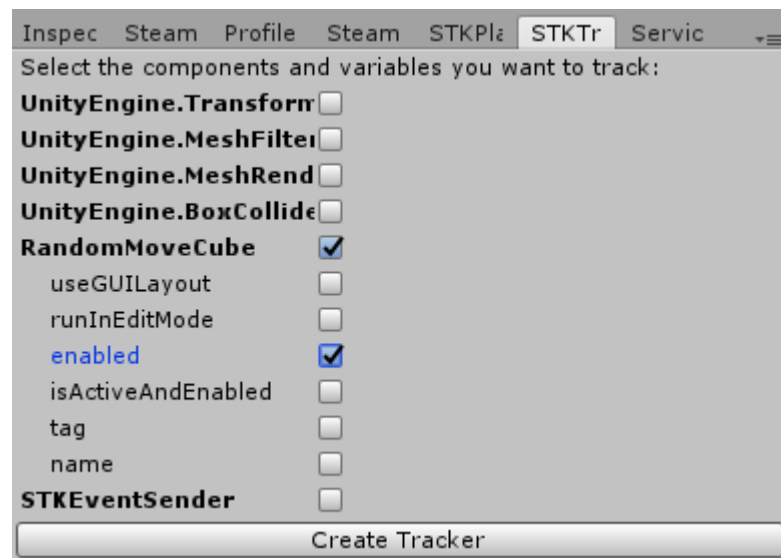 Inspec Steam Profile Steam STKPla STKTr Servic
Select the components and variables you want to track:
UnityEngine.Transform
UnityEngine.MeshFilter
UnityEngine.MeshRend
UnityEngine.BoxCollide
RandomMoveCube
useGUILayout
runInEditMode
enabled
isActiveAndEnabled
tag
name
STKEventSender
Create Tracker